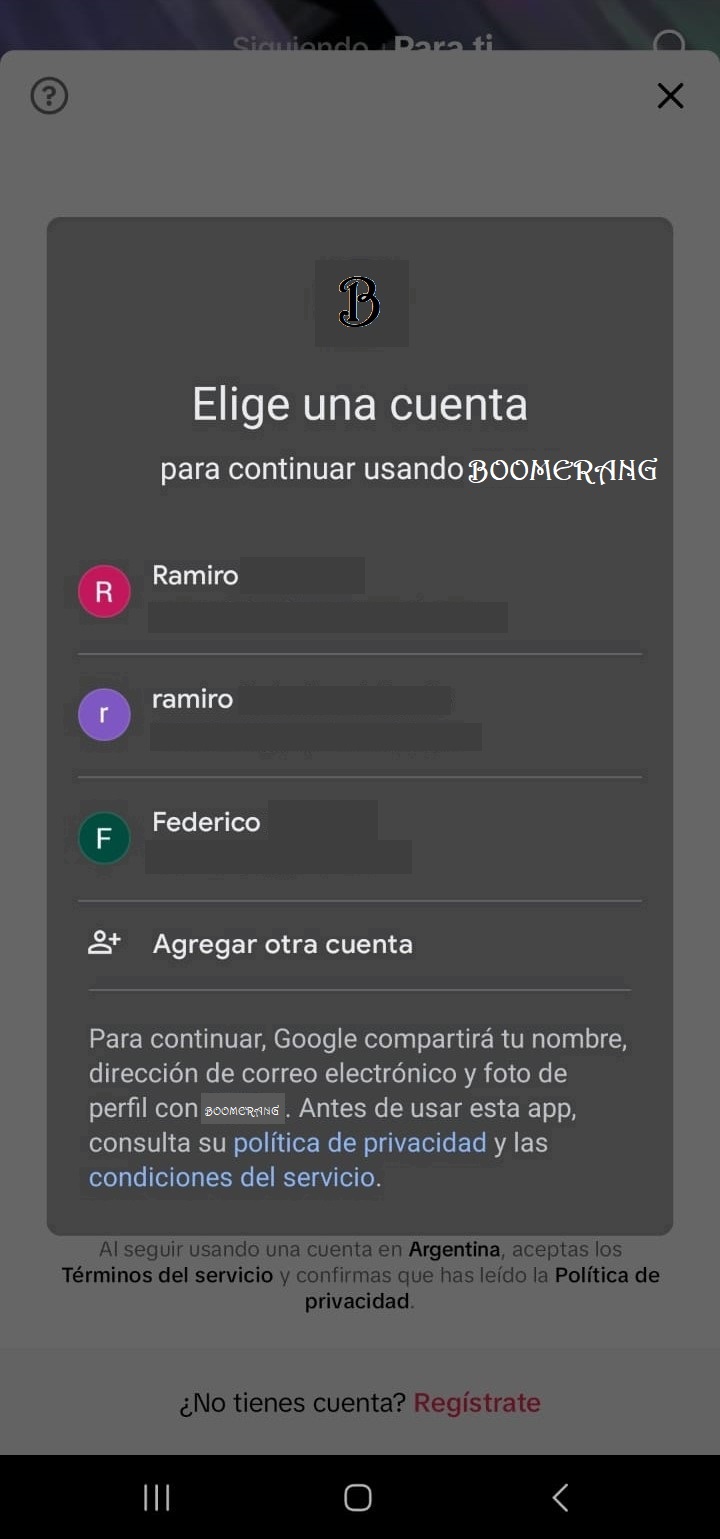 Siguiendo Para ti
?
B
Elige una cuenta
para continuar usando BOOMERANG
R
Ramiro
r
ramiro
F
Federico
Agregar otra cuenta
Para continuar, Google compartirá tu nombre,
dirección de correo electrónico y foto de
perfil con BOOMERANG. Antes de usar esta app,
consulta su política de privacidad y las
condiciones del servicio.
Al seguir usando una cuenta en Argentina, aceptas los
Términos del servicio y confirmas que has leído la Política de
privacidad.
¿No tienes cuenta? Regístrate